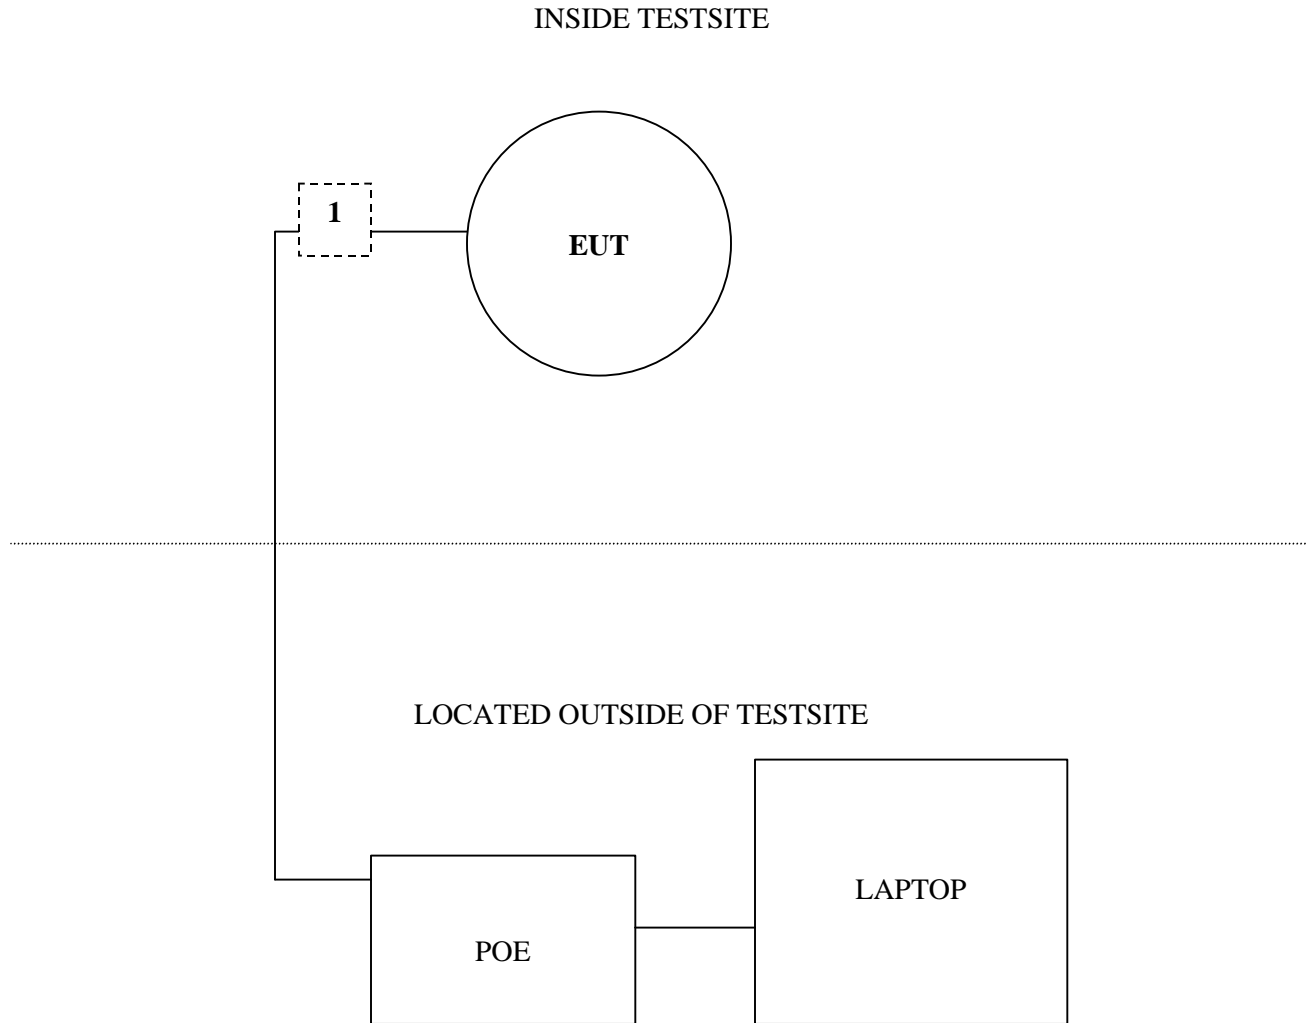 INSIDE TESTSITE
1
EUT
LOCATED OUTSIDE OF TESTSITE
LAPTOP
POE